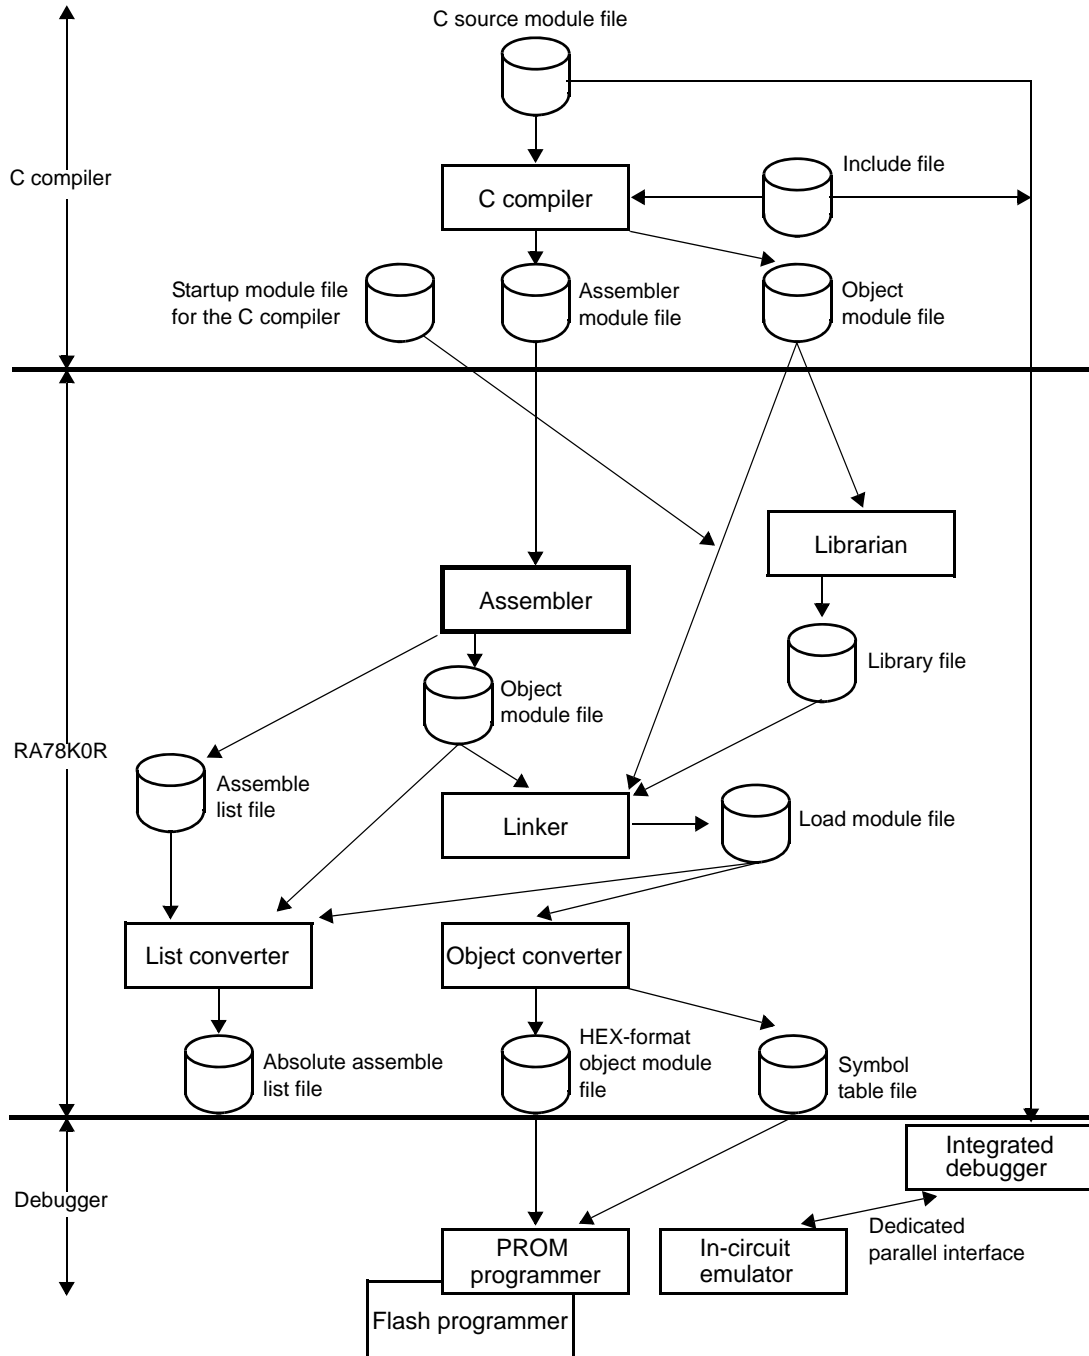 C source module file
C compiler
Include file
C compiler
Startup module file
for the C compiler
Assembler
module file
Object
module file
Librarian
Assembler
Library file
Object
module file
RA78K0R
Assemble
list file
Linker
Load module file
List converter
Object converter
Absolute assemble
list file
HEX-format
object module
file
Symbol
table file
Integrated
debugger
Debugger
Dedicated
parallel interface
PROM
programmer
In-circuit
emulator
Flash programmer